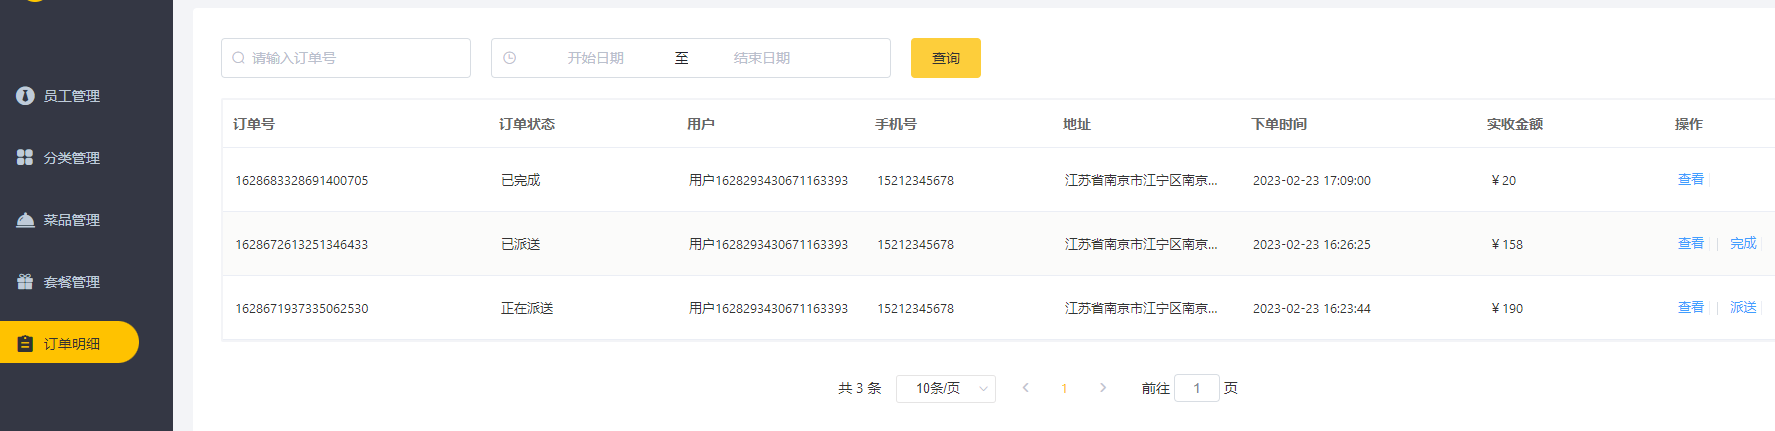 请输入订单号 开始日期 至 结束日期 查询
员工管理
分类管理
菜品管理
套餐管理
订单明细
订单号 订单状态 用户 手机号 地址 下单时间 实收金额 操作
1628683328691400705 已完成 用户1628293430671163393 15212345678 江苏省南京市江宁区南京... 2023-02-23 17:09:00 ￥20 查看
1628672613251346433 已派送 用户1628293430671163393 15212345678 江苏省南京市江宁区南京... 2023-02-23 16:26:25 ￥158 查看 完成
1628671937335062530 正在派送 用户1628293430671163393 15212345678 江苏省南京市江宁区南京... 2023-02-23 16:23:44 ￥190 查看 派送
共 3 条 10条/页 1 前往 1 页